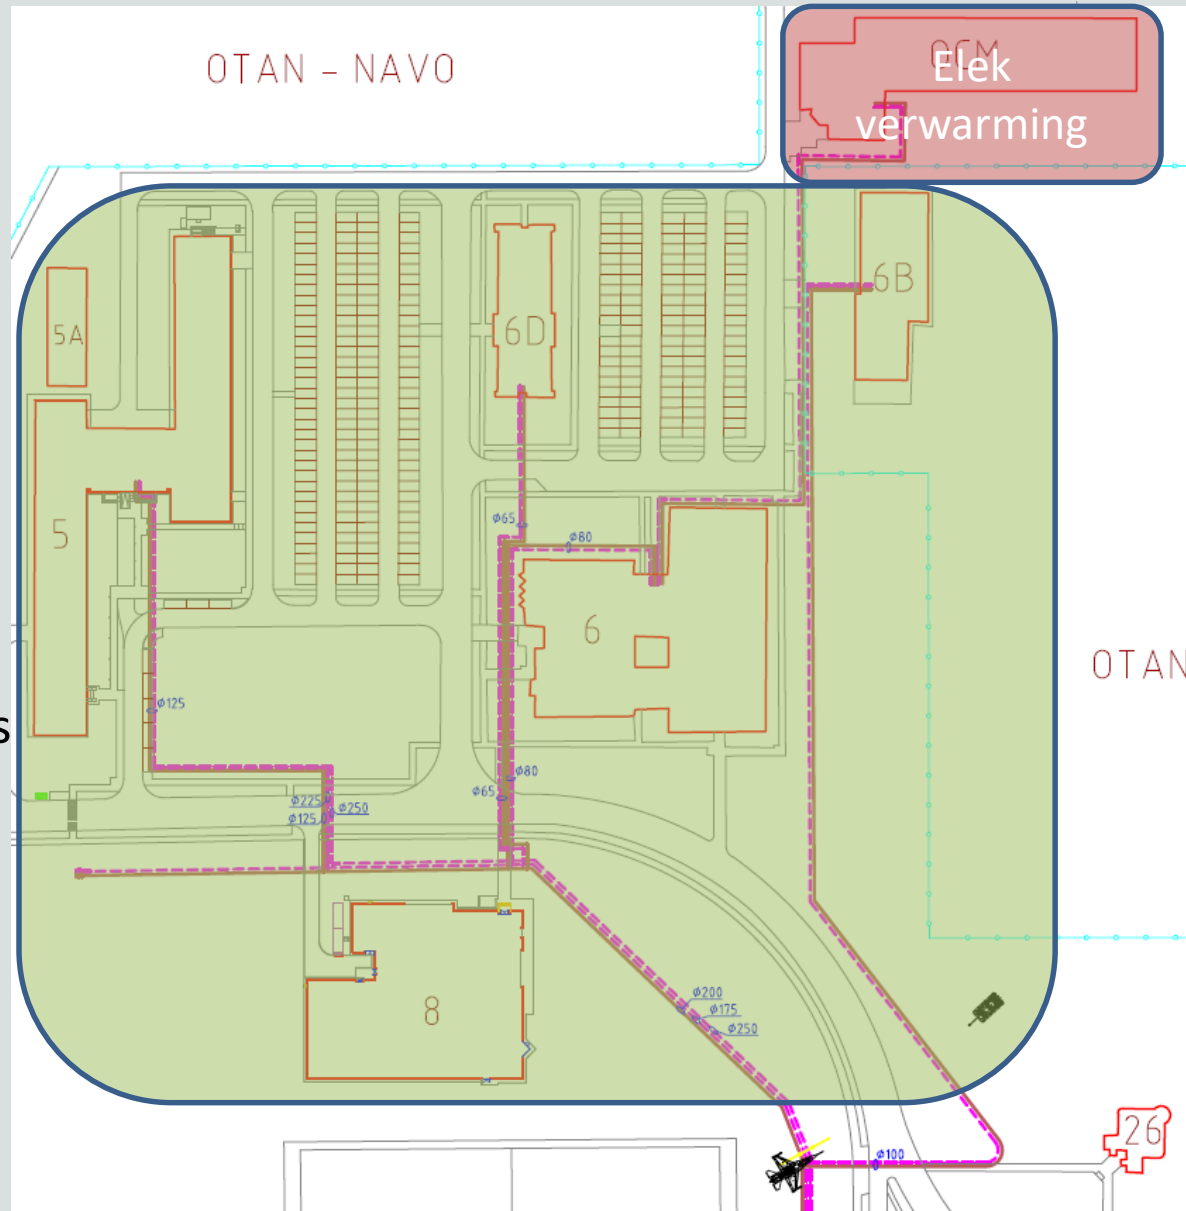 OTAN - NAVO
OCM
Elek
verwarming
6B
5A
6D
5
Ø65
Ø80
6
OTAN
Ø125
s
Ø80
Ø65
Ø225
Ø250
Ø125
8
Ø200
Ø175
Ø250
26
Ø100